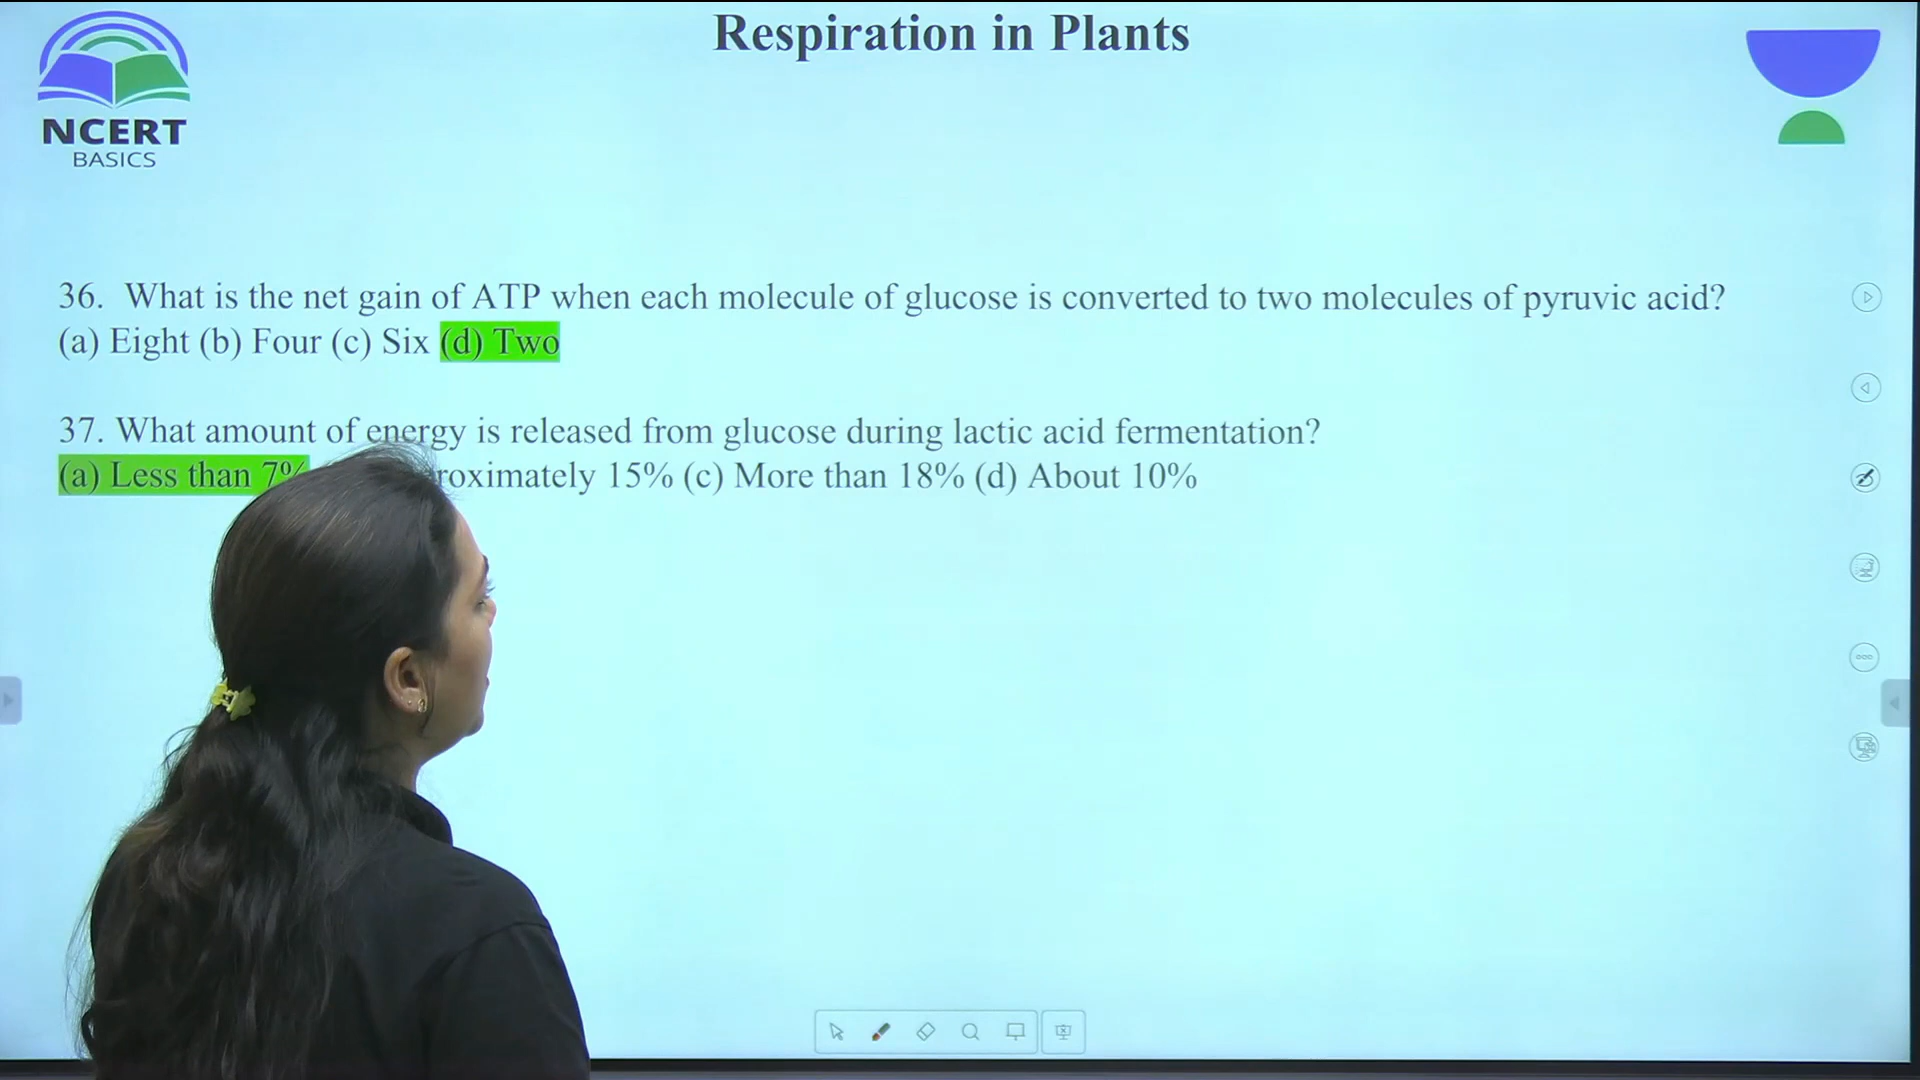 Respiration in Plants
NCERT
BASICS
36. What is the net gain of ATP when each molecule of glucose is converted to two molecules of pyruvic acid?
(a) Eight (b) Four (c) Six (d) Two
37. What amount of energy is released from glucose during lactic acid fermentation?
(a) Less than 7% roximately 15% (c) More than 18% (d) About 10%